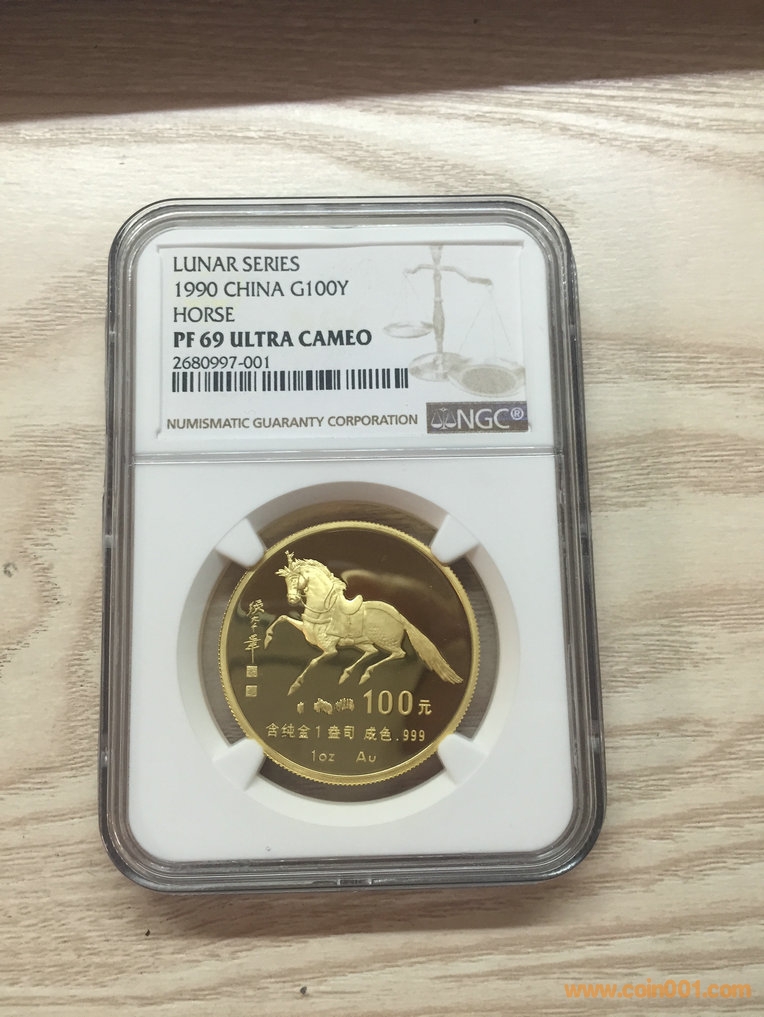 LUNAR SERIES
1990 CHINA G100Y
HORSE
PF 69 ULTRA CAMEO
2680997-001
NUMISMATIC GUARANTY CORPORATION NGC®
100元
含纯金1盎司 成色.999
1oz Au
www.coin001.com